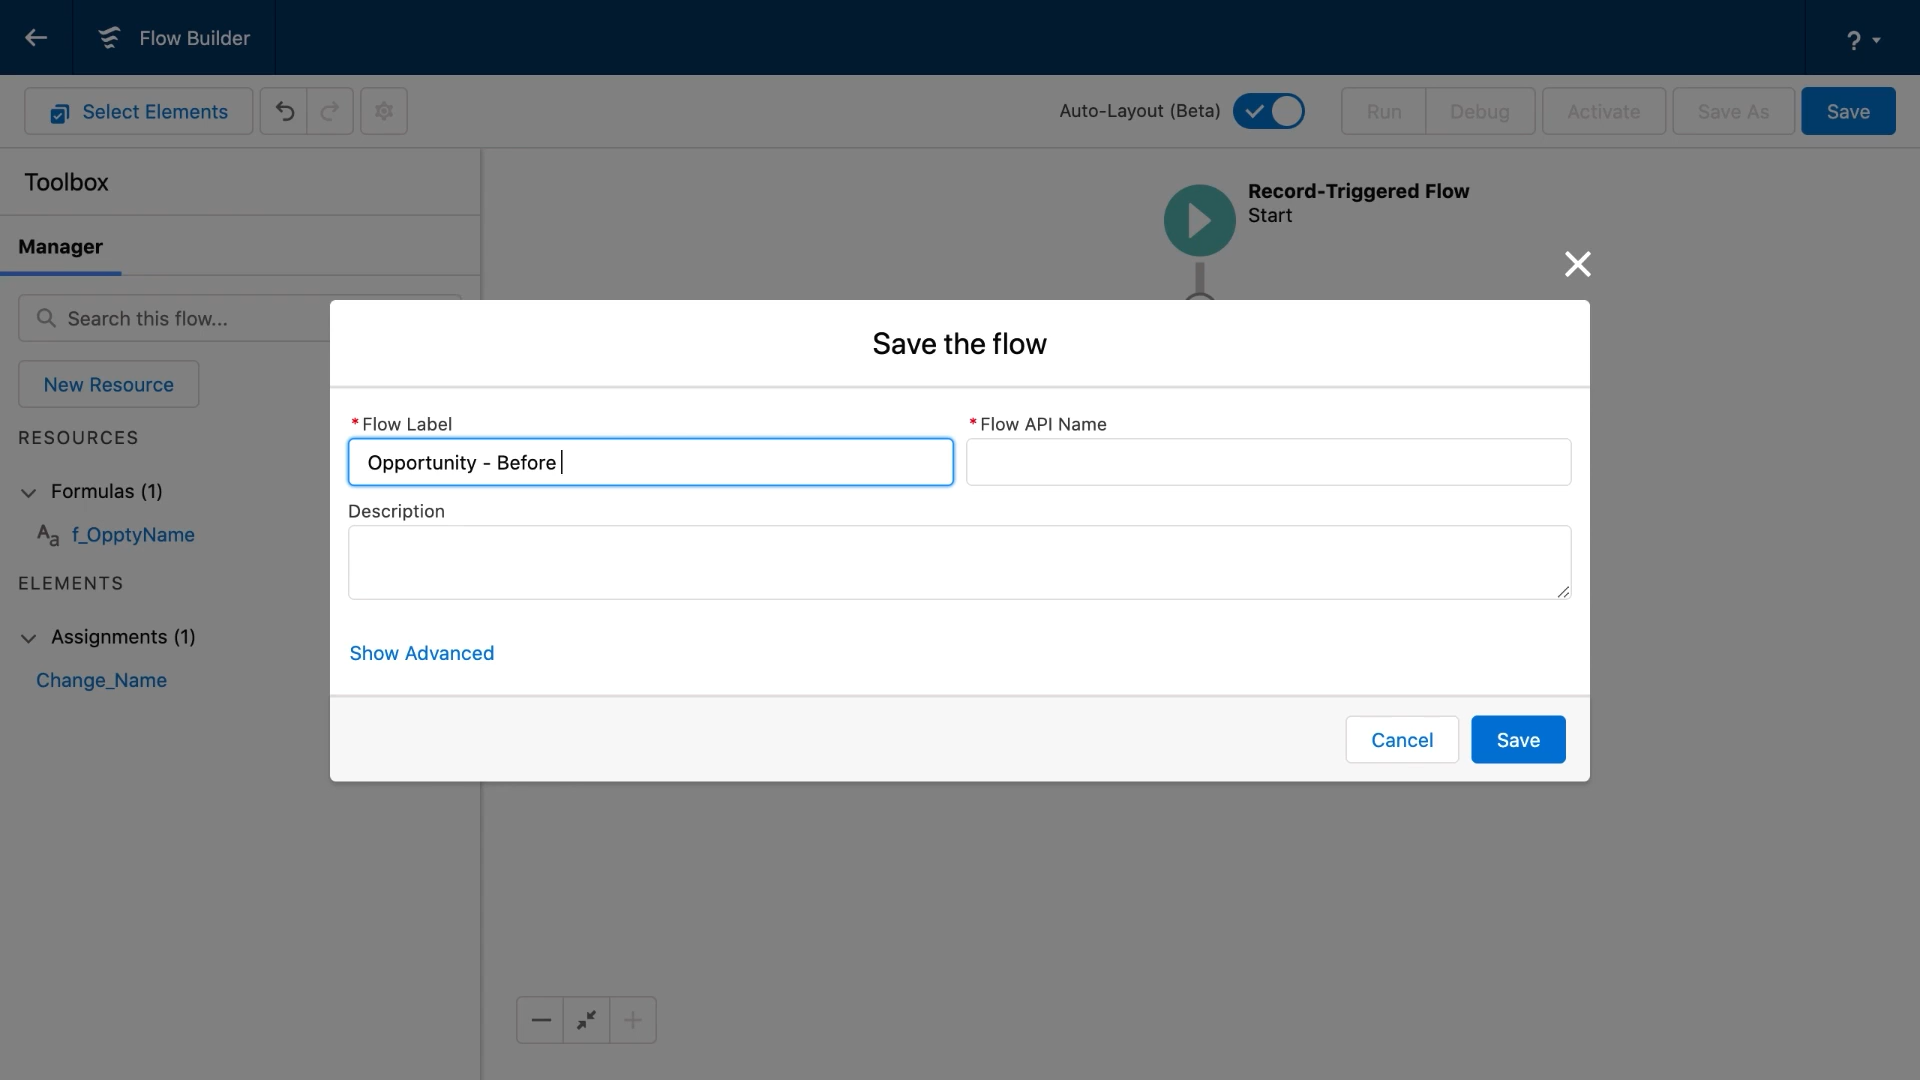 Flow Builder
?
Select Elements
Auto-Layout (Beta)
Run
Debug
Activate
Save As
Save
Toolbox
Manager
Search this flow...
New Resource
RESOURCES
Formulas (1)
Aa f_OpptyName
ELEMENTS
Assignments (1)
Change_Name
Record-Triggered Flow
Start
Save the flow
*Flow Label
Opportunity - Before
*Flow API Name
Description
Show Advanced
Cancel
Save